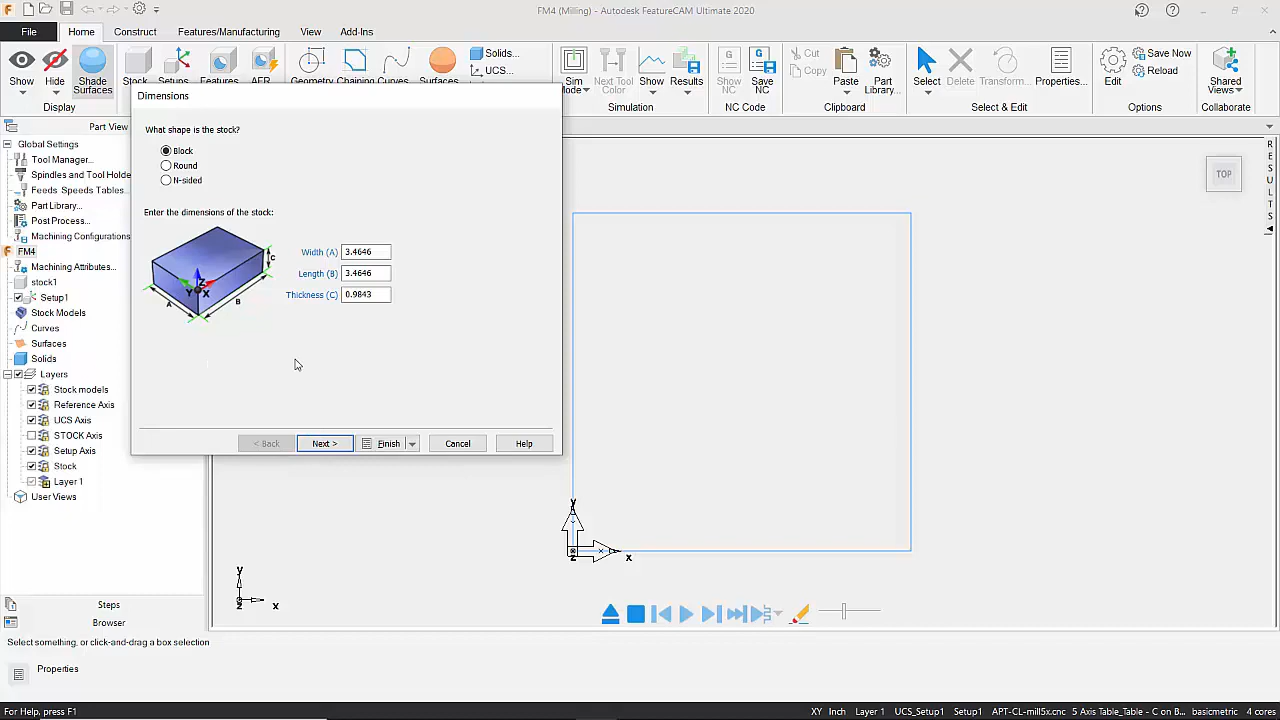 FM4 (Milling) - Autodesk FeatureCAM Ultimate 2020
File Home Construct Features/Manufacturing View Add-Ins
Show Hide Shade Surfaces Stock Setups Features AFR Geometry Chaining Curves Surfaces Solids... UCS... Sim Mode Next Tool Color Show Results Show NC Save NC Cut Copy Paste Part Library... Select Delete Transform... Properties... Edit Save Now Reload Shared Views
Display Simulation NC Code Clipboard Select & Edit Options Collaborate
Part View
Global Settings
Tool Manager...
Spindles and Tool Holde
Feeds Speeds Tables...
Part Library...
Post Process...
Machining Configurations
FM4
Machining Attributes...
stock1
Setup1
Stock Models
Curves
Surfaces
Solids
Layers
Stock models
Reference Axis
UCS Axis
STOCK Axis
Setup Axis
Stock
Layer 1
User Views
Steps
Browser
Dimensions
What shape is the stock?
Block
Round
N-sided
Enter the dimensions of the stock:
Z
Y X
A B C
Width (A) 3.4646
Length (B) 3.4646
Thickness (C) 0.9843
< Back Next > Finish Cancel Help
TOP
RESULTS
Y
Z X
Y
Z X
Select something, or click-and-drag a box selection
Properties
For Help, press F1 XY Inch Layer 1 UCS_Setup1 Setup1 APT-CL-mill5x.cnc 5 Axis Table_Table - C on B... basicmetric 4 cores